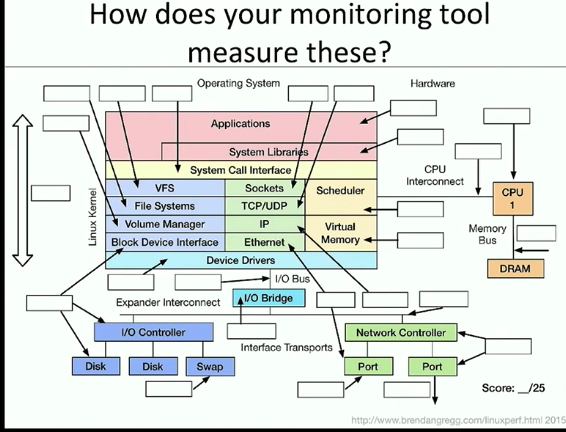 How does your monitoring tool
measure these?
Operating System
Hardware
Applications
System Libraries
System Call Interface
Linux Kernel
VFS
Sockets
Scheduler
File Systems
TCP/UDP
Volume Manager
IP
Virtual
Memory
Block Device Interface
Ethernet
Device Drivers
CPU
Interconnect
CPU
1
Memory
Bus
DRAM
I/O Bus
Expander Interconnect
I/O Bridge
I/O Controller
Interface Transports
Network Controller
Disk
Disk
Swap
Port
Port
Score: __/25
http://www.brendangregg.com/linuxperf.html 2015